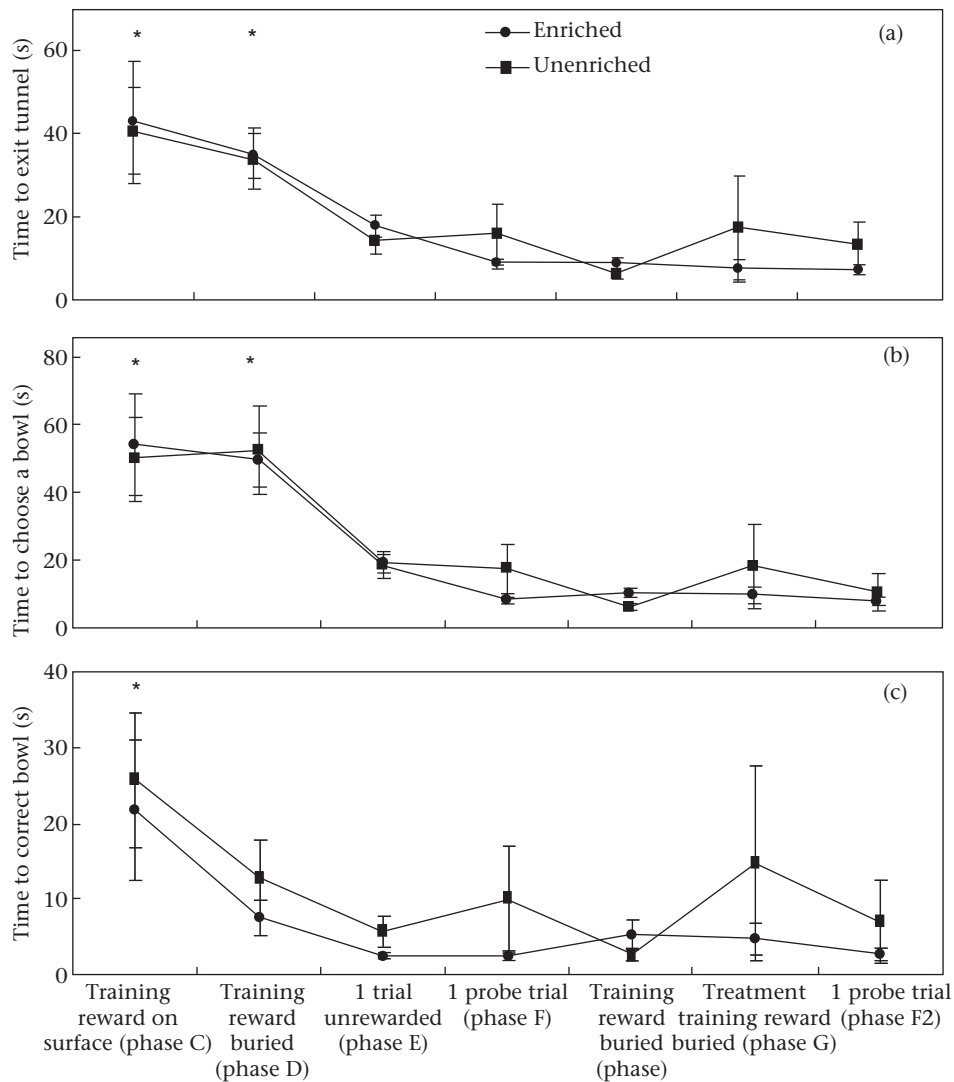 Time to exit tunnel (s)
60
40
20
0
* *
Enriched
Unenriched
(a)
Time to choose a bowl (s)
80
60
40
20
0
* *
(b)
Time to correct bowl (s)
40
30
20
10
0
*
(c)
Training
reward on
surface (phase C)
Training
reward
buried
(phase D)
1 trial
unrewarded
(phase E)
1 probe trial
(phase F)
Training
reward
buried
(phase)
Treatment
training reward
buried (phase G)
1 probe trial
(phase F2)